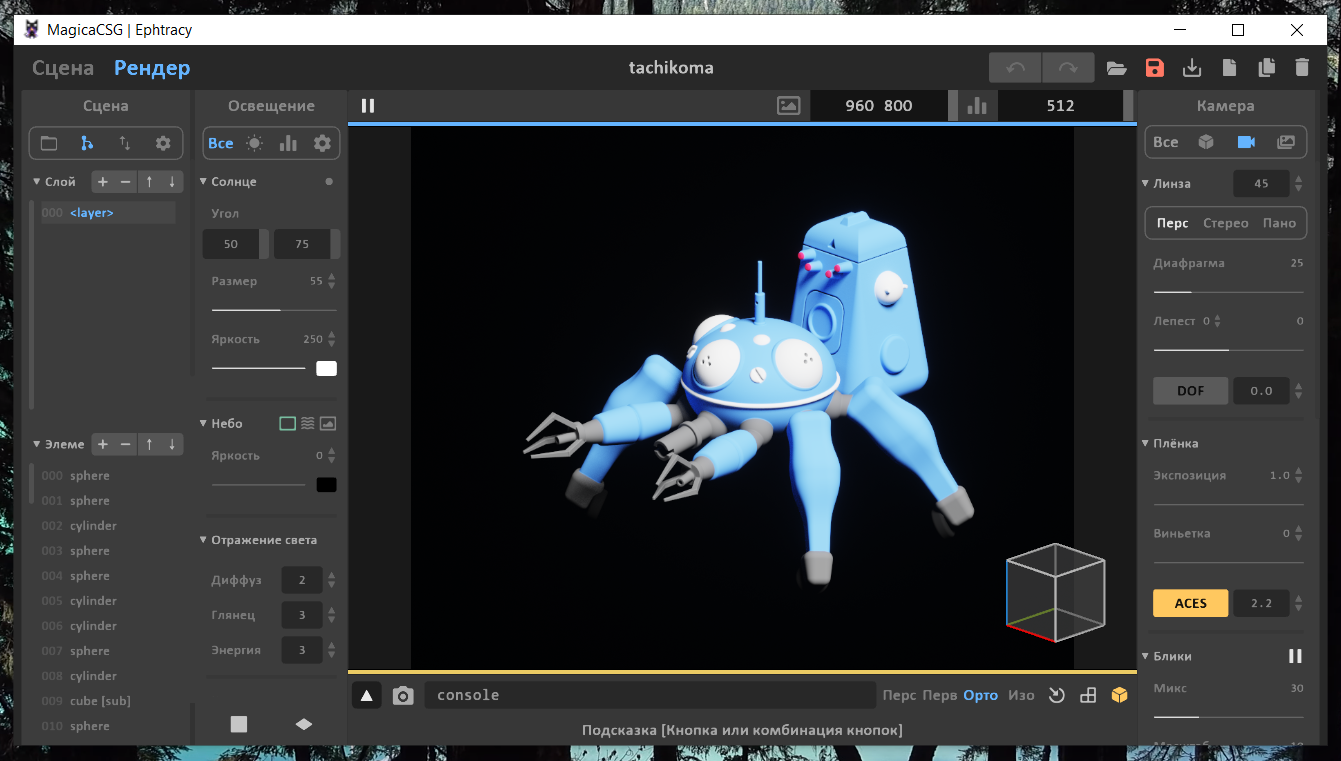 MagicaCSG | Ephtracy
Сцена Рендер
tachikoma
Сцена
Слой + − ↑ ↓
000 <layer>
Элеме + − ↑ ↓
000 sphere
001 sphere
002 cylinder
003 sphere
004 sphere
005 cylinder
006 cylinder
007 sphere
008 cylinder
009 cube [sub]
010 sphere
Освещение
Все
Солнце
Угол
50 75
Размер 55
Яркость 250
Небо
Яркость 0
Отражение света
Диффуз 2
Глянец 3
Энергия 3
960 800
512
console
Перс Перв Орто Изо
Подсказка [Кнопка или комбинация кнопок]
Камера
Все
Линза 45
Перс Стерео Пано
Диафрагма 25
Лепест 0 0
DOF 0.0
Плёнка
Экспозиция 1.0
Виньетка 0
ACES 2.2
Блики
Микс 30